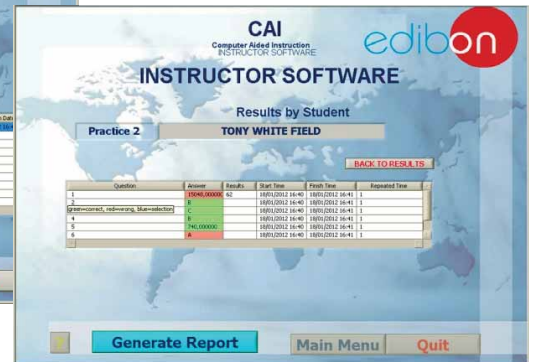 CAI
Computer Aided Instruction
INSTRUCTOR SOFTWARE
edibon
INSTRUCTOR SOFTWARE
Results by Student
Practice 2 TONY WHITE FIELD
BACK TO RESULTS
Question Answer Results Start Time Finish Time Repeated Time
1 15040,000000 62 18/01/2012 16:40 18/01/2012 16:41 1
2 B 18/01/2012 16:40 18/01/2012 16:41 1
green=correct, red=wrong, blue=selection C 18/01/2012 16:40 18/01/2012 16:41 1
4 B 18/01/2012 16:40 18/01/2012 16:41 1
5 740,000000 18/01/2012 16:40 18/01/2012 16:41 1
6 A 18/01/2012 16:40 18/01/2012 16:41 1
Generate Report Main Menu Quit